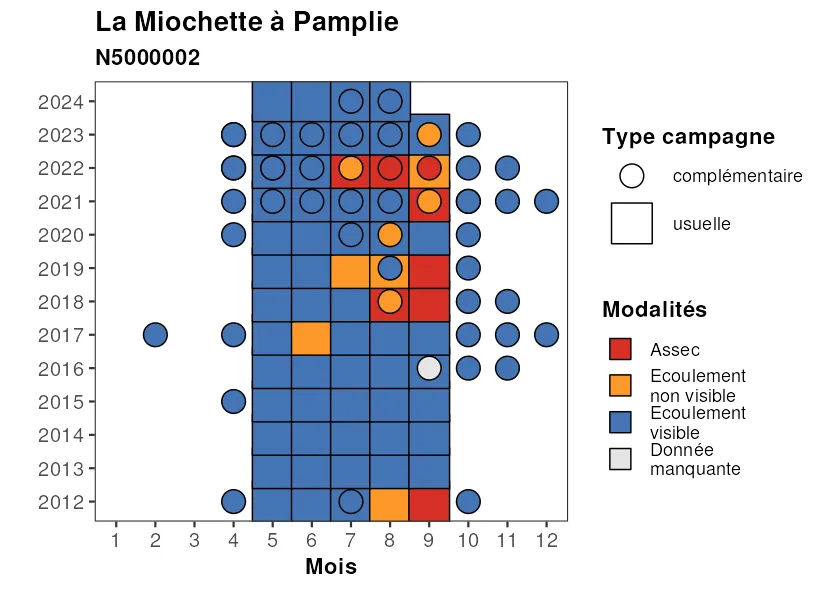 La Miochette à Pamplie
N5000002
2024
2023
2022
2021
2020
2019
2018
2017
2016
2015
2014
2013
2012
1 2 3 4 5 6 7 8 9 10 11 12
Mois
Type campagne
complémentaire
usuelle
Modalités
Assec
Ecoulement
non visible
Ecoulement
visible
Donnée
manquante